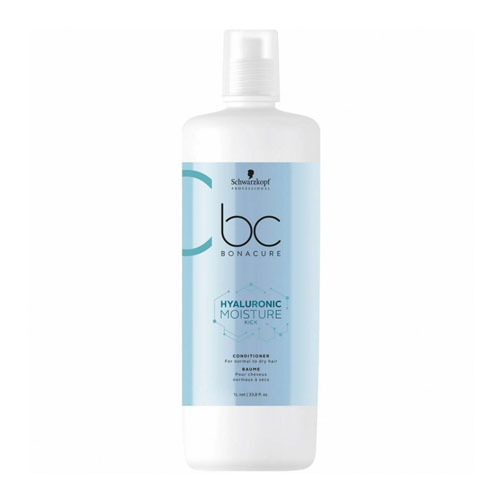 Schwarzkopf
PROFESSIONAL
bc
BONACURE
HYALURONIC
MOISTURE
KICK
CONDITIONER
For normal to dry hair
BAUME
Pour cheveux
normaux à secs
1L net / 33.8 fl. oz